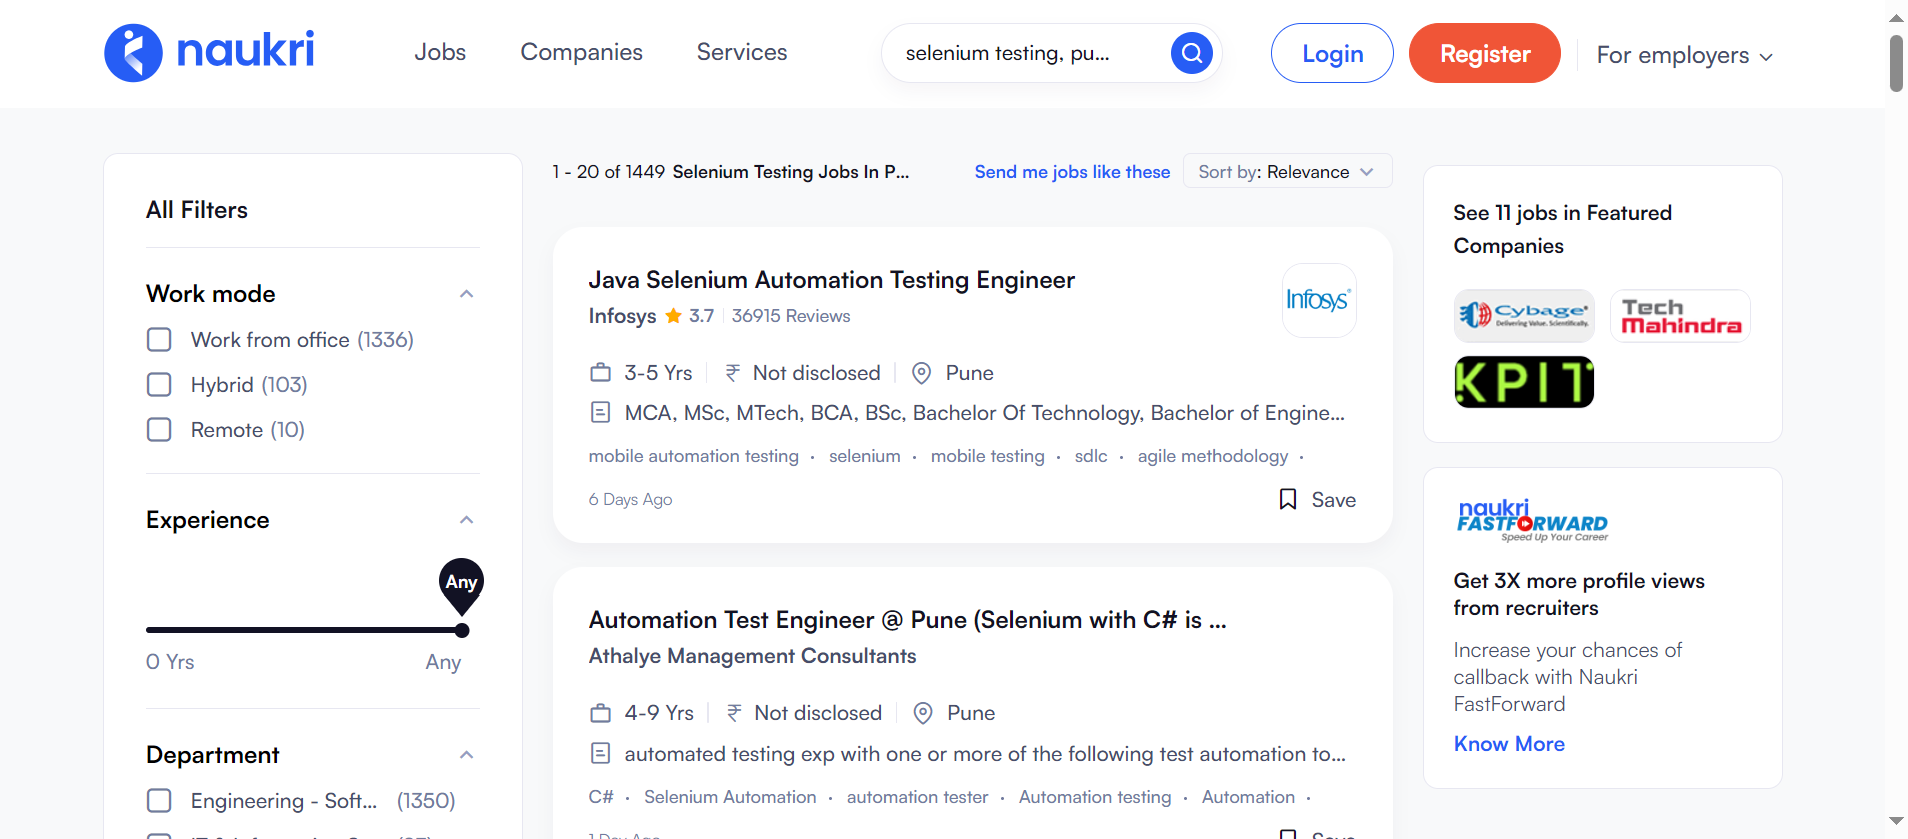 naukri
Jobs
Companies
Services
selenium testing, pu...
Login
Register
For employers
All Filters
Work mode
Work from office (1336)
Hybrid (103)
Remote (10)
Experience
Any
0 Yrs
Any
Department
Engineering - Soft... (1350)
1 - 20 of 1449 Selenium Testing Jobs In P...
Send me jobs like these
Sort by: Relevance
Java Selenium Automation Testing Engineer
Infosys 3.7 36915 Reviews
Infosys
3-5 Yrs
₹ Not disclosed
Pune
MCA, MSc, MTech, BCA, BSc, Bachelor Of Technology, Bachelor of Engine...
mobile automation testing · selenium · mobile testing · sdlc · agile methodology ·
6 Days Ago
Save
Automation Test Engineer @ Pune (Selenium with C# is ...
Athalye Management Consultants
4-9 Yrs
₹ Not disclosed
Pune
automated testing exp with one or more of the following test automation to...
C# · Selenium Automation · automation tester · Automation testing · Automation ·
1 Day Ago
Save
See 11 jobs in Featured
Companies
Cybage
Delivering Value. Scientifically.
Tech
Mahindra
KPIT
naukri
FASTFORWARD
Speed Up Your Career
Get 3X more profile views
from recruiters
Increase your chances of
callback with Naukri
FastForward
Know More